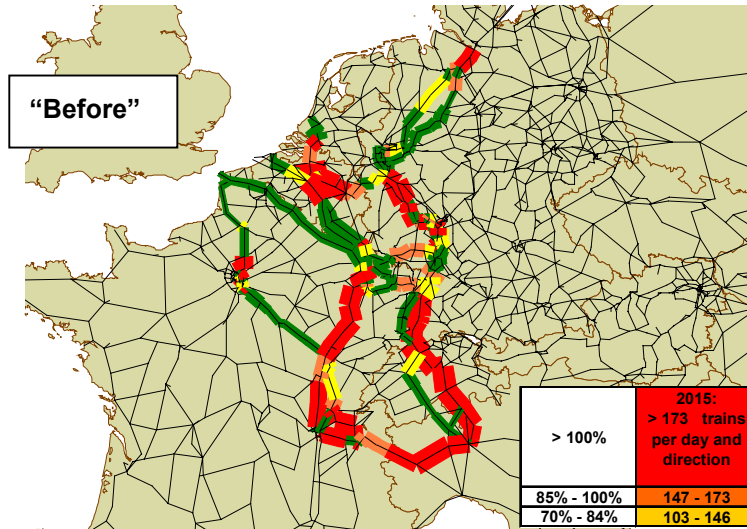 “Before”
> 100%
2015:
> 173 trains
per day and
direction
85% - 100%
147 - 173
70% - 84%
103 - 146